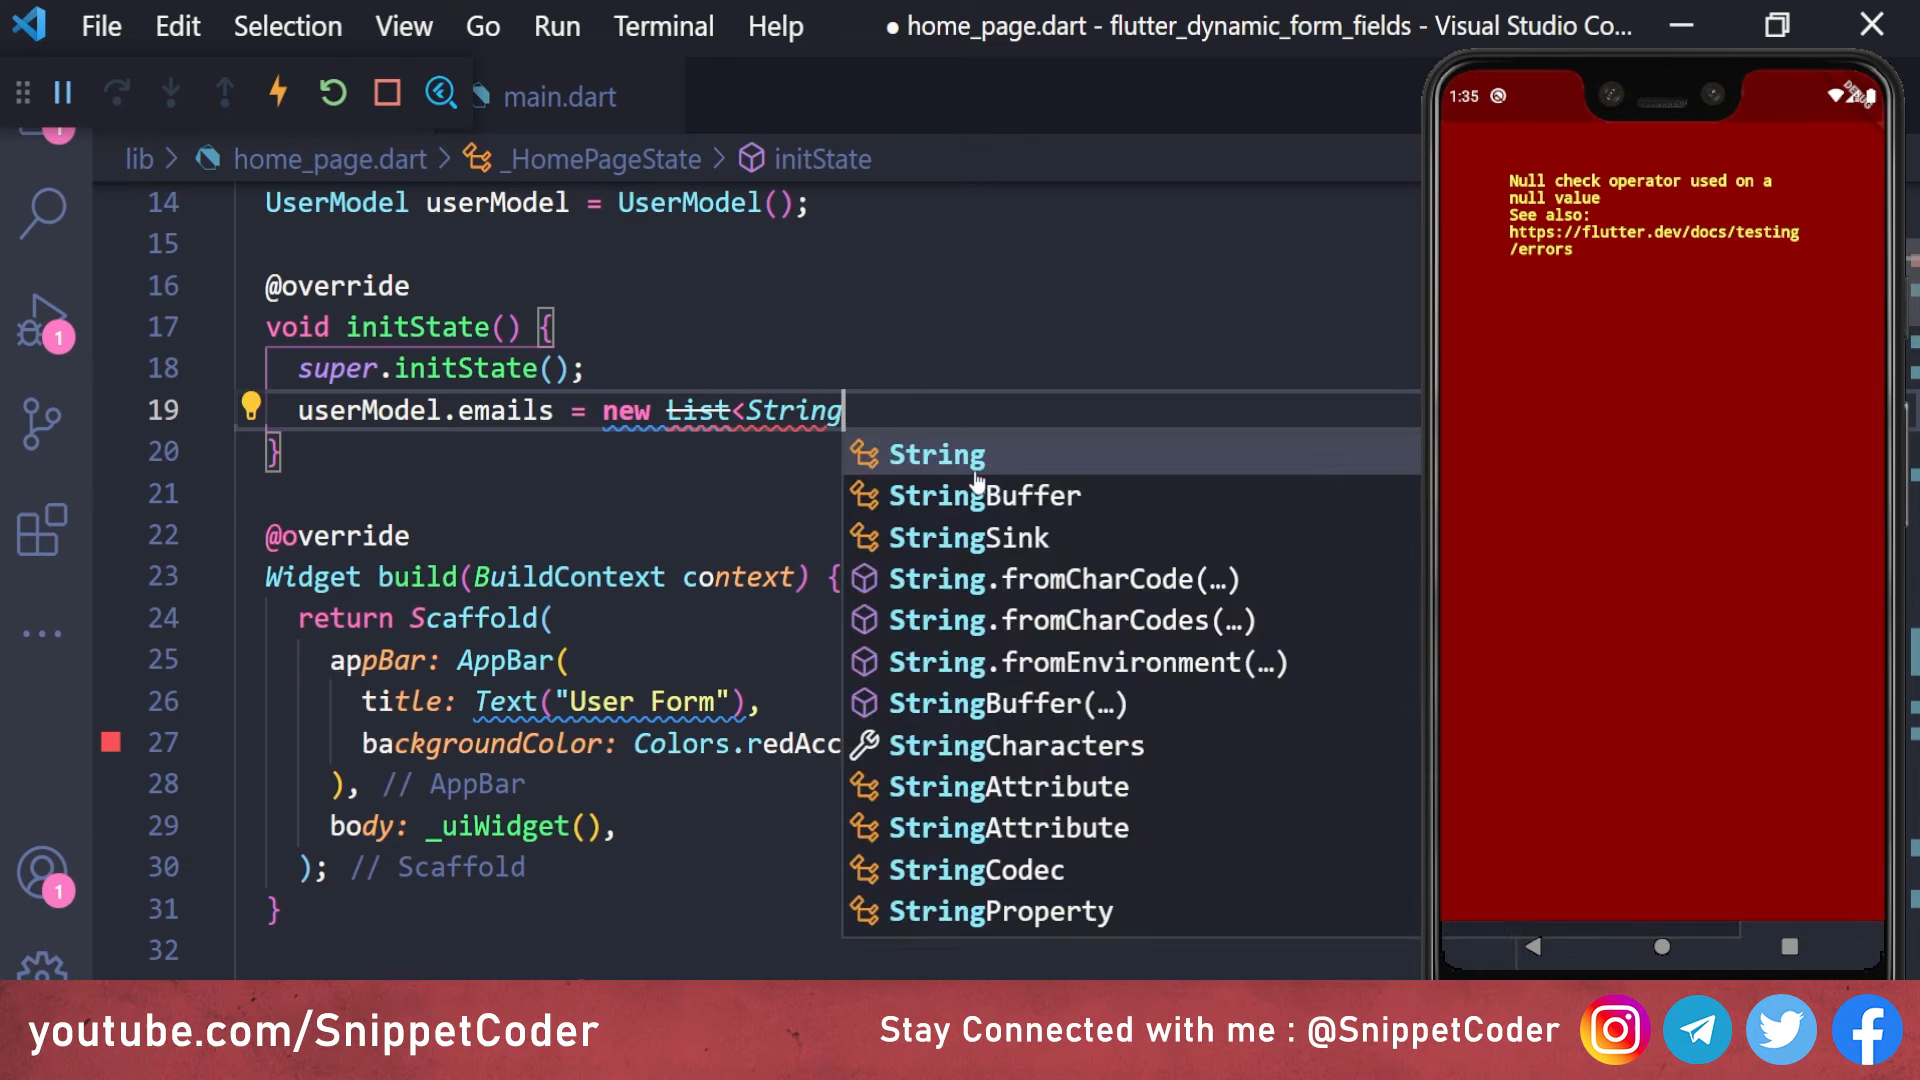 File Edit Selection View Go Run Terminal Help ● home_page.dart - flutter_dynamic_form_fields - Visual Studio Co...
main.dart
lib > home_page.dart > _HomePageState > initState
14 UserModel userModel = UserModel();
15
16 @override
17 void initState() {
18 super.initState();
19 userModel.emails = new List<String
20 }
21
22 @override
23 Widget build(BuildContext context) {
24 return Scaffold(
25 appBar: AppBar(
26 title: Text("User Form"),
27 backgroundColor: Colors.redAcc
28 ), // AppBar
29 body: _uiWidget(),
30 ); // Scaffold
31 }
32
String
StringBuffer
StringSink
String.fromCharCode(…)
String.fromCharCodes(…)
String.fromEnvironment(…)
StringBuffer(…)
StringCharacters
StringAttribute
StringAttribute
StringCodec
StringProperty
1
1
1
1:35
DEBUG
Null check operator used on a
null value
See also:
https://flutter.dev/docs/testing
/errors
youtube.com/SnippetCoder
Stay Connected with me : @SnippetCoder